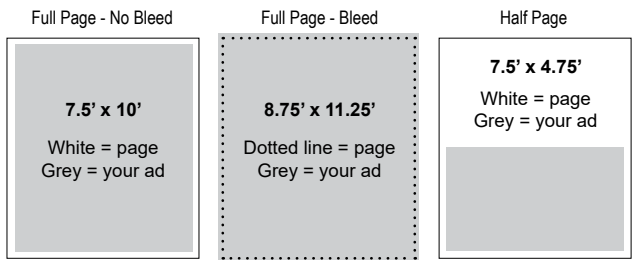 Full Page - No Bleed
7.5’ x 10’
White = page
Grey = your ad
Full Page - Bleed
8.75’ x 11.25’
Dotted line = page
Grey = your ad
Half Page
7.5’ x 4.75’
White = page
Grey = your ad